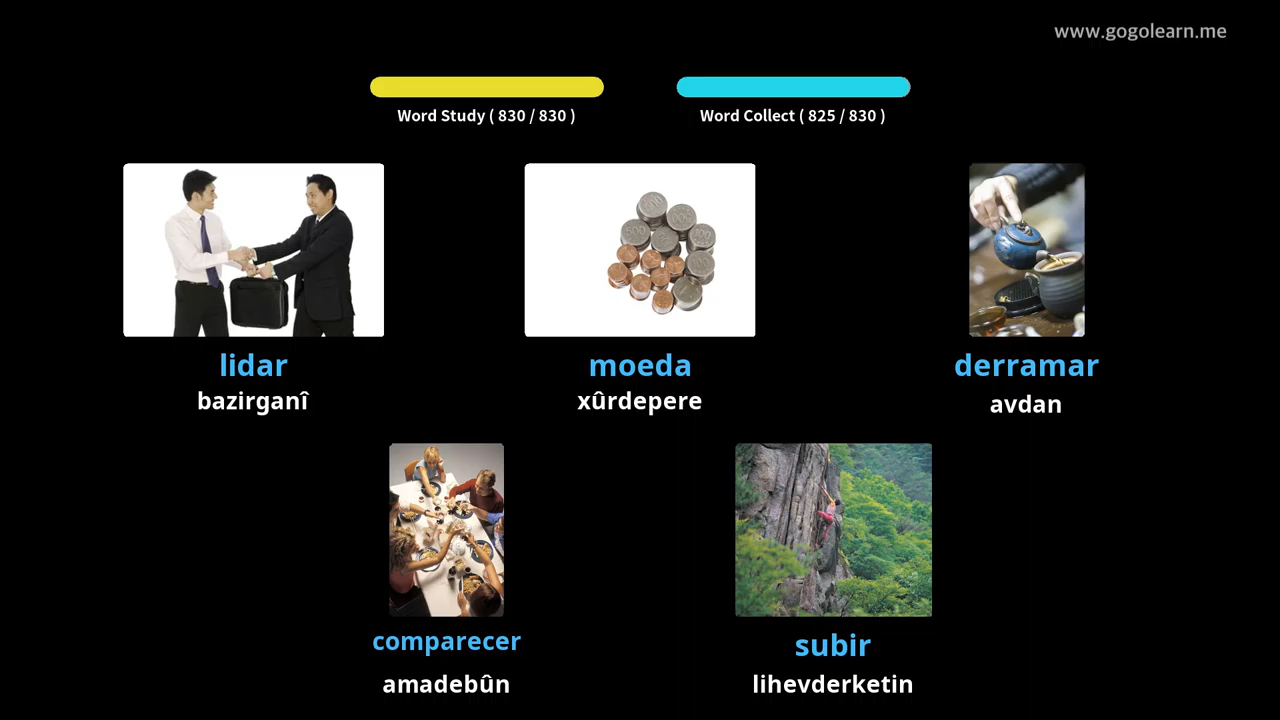 www.gogolearn.me
Word Study ( 830 / 830 )
Word Collect ( 825 / 830 )
lidar
bazirganî
moeda
xûrdepere
derramar
avdan
comparecer
amadebûn
subir
lihevderketin